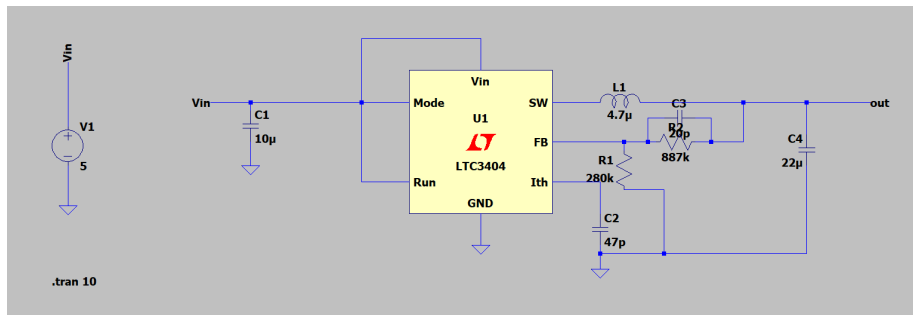 Vin
V1
5
.tran 10
Vin
C1
10µ
Vin
Mode
SW
U1
FB
LTC3404
Run
Ith
GND
L1
4.7µ
C3
20p
R2
887k
R1
280k
C2
47p
out
C4
22µ